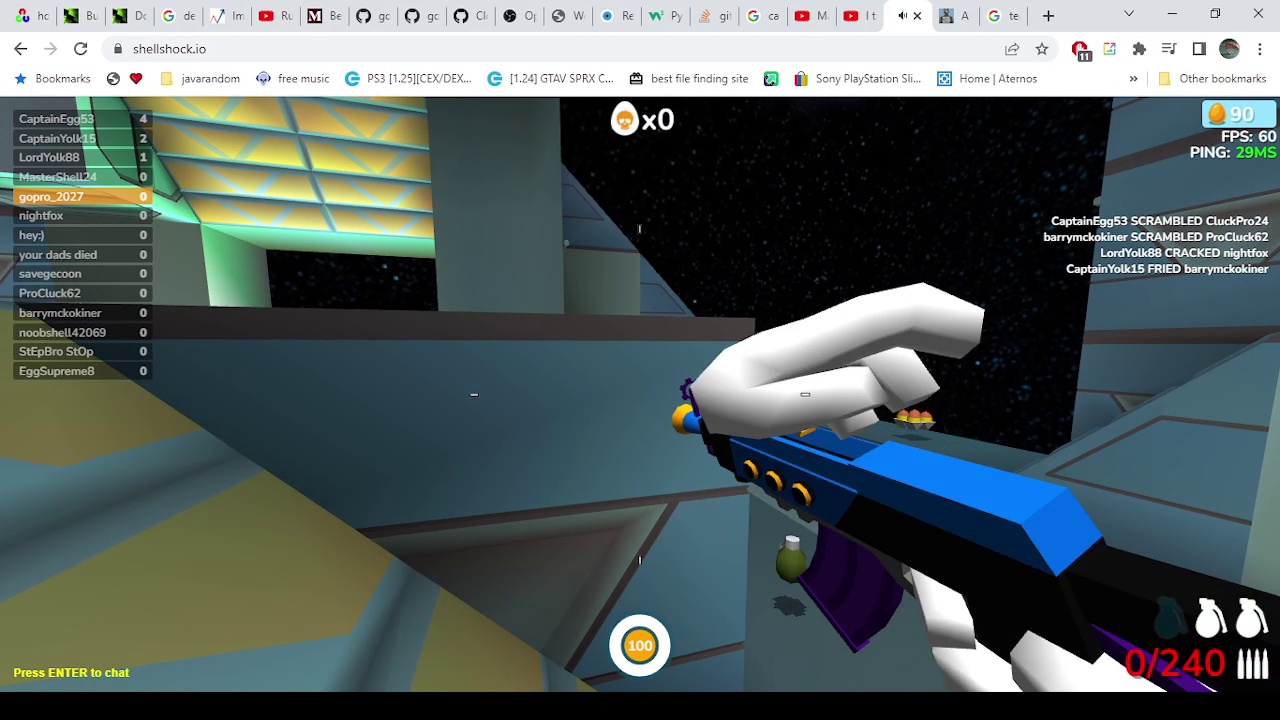 hc
Bu
Do
de
Im
Ru
Be
gc
gc
Cl
Op
W
Re
Py
git
ca
M
I t
A
te
shellshock.io
11
Bookmarks
javarandom
free music
PS3 [1.25](CEX/DEX...
[1.24] GTAV SPRX C...
best file finding site
Sony PlayStation Sli...
Home | Aternos
»
Other bookmarks
CaptainEgg53 4
CaptainYolk15 2
LordYolk88 1
MasterShell24 0
gopro_2027 0
nightfox 0
hey:) 0
your dads died 0
savegecoon 0
ProCluck62 0
barrymckokiner 0
noobshell42069 0
StEpBro StOp 0
EggSupreme8 0
x0
90
FPS: 60
PING: 29MS
CaptainEgg53 SCRAMBLED CluckPro24
barrymckokiner SCRAMBLED ProCluck62
LordYolk88 CRACKED nightfox
CaptainYolk15 FRIED barrymckokiner
100
Press ENTER to chat
0/240